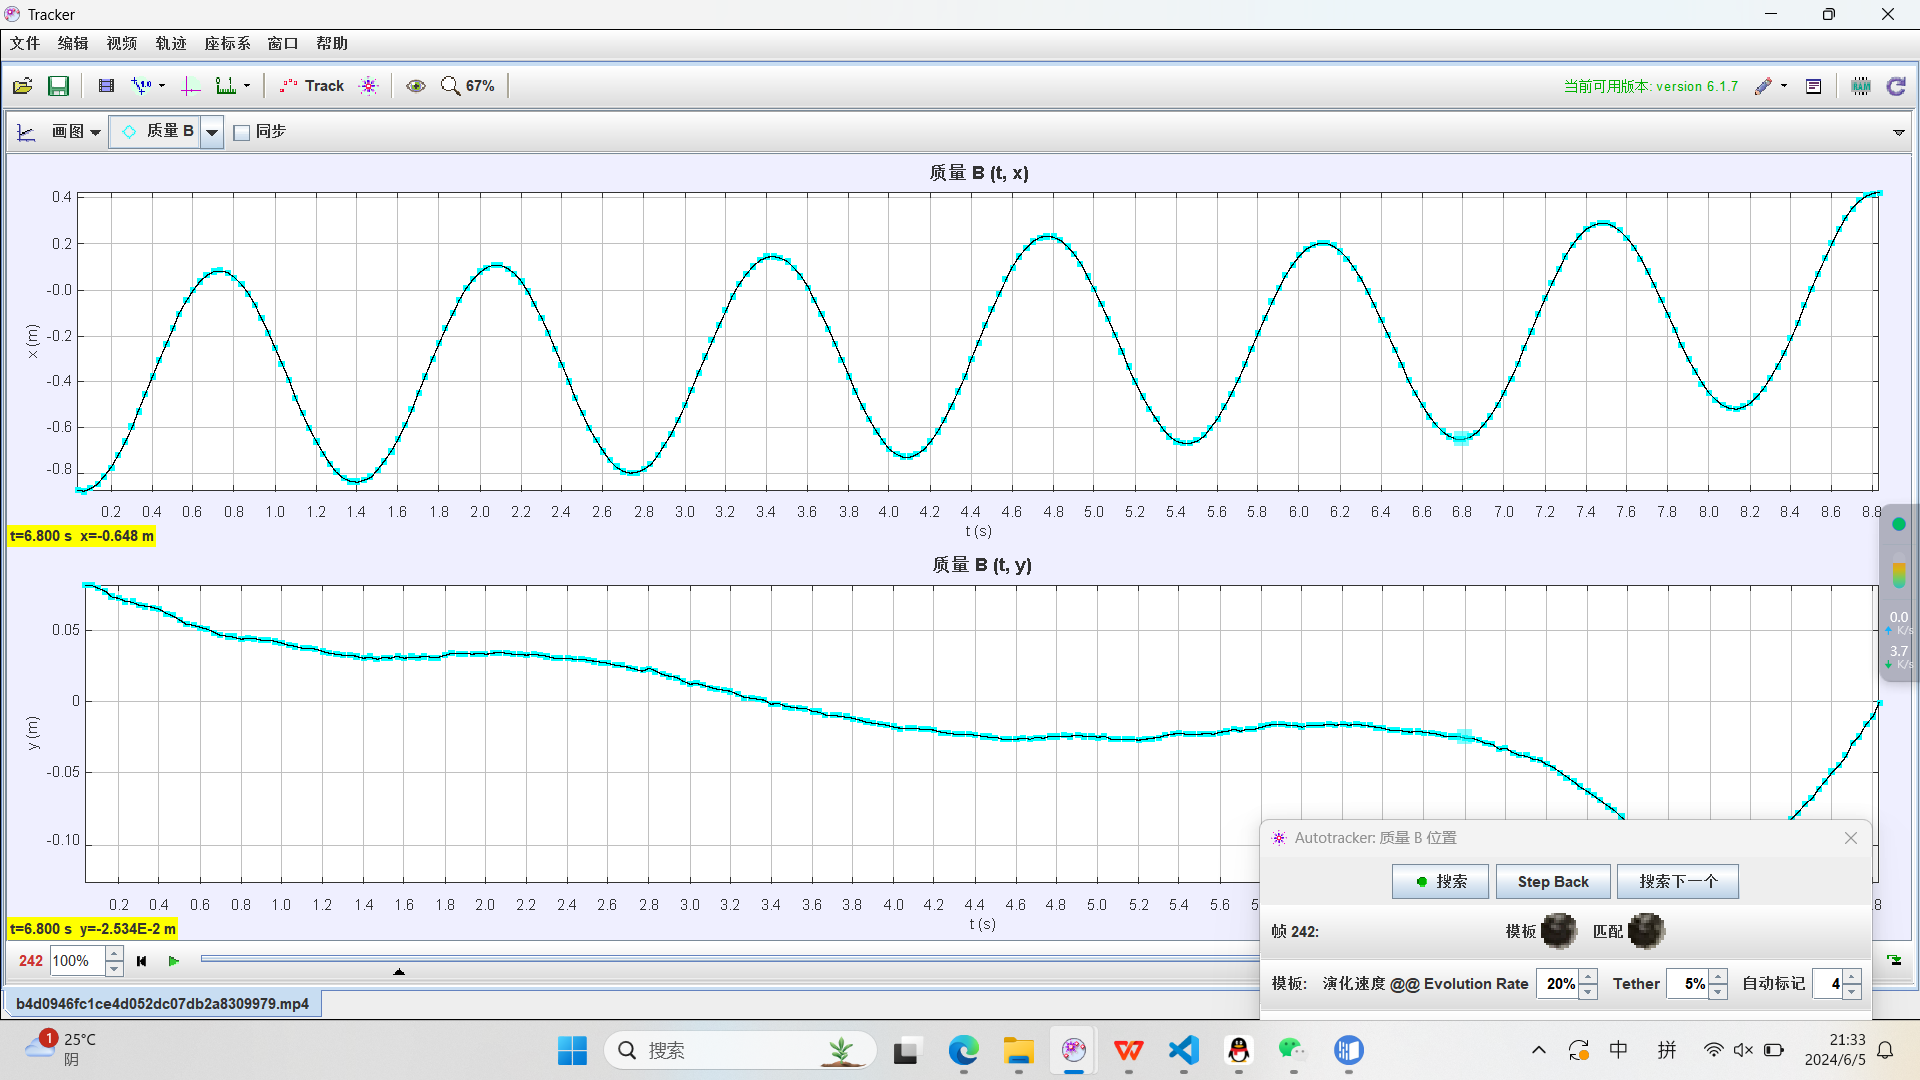 Tracker
文件 编辑 视频 轨迹 座标系 窗口 帮助
Track 67% 当前可用版本: version 6.1.7
画图 质量 B 同步
质量 B (t, x)
0.4
0.2
-0.0
-0.2
-0.4
-0.6
-0.8
x (m)
0.2 0.4 0.6 0.8 1.0 1.2 1.4 1.6 1.8 2.0 2.2 2.4 2.6 2.8 3.0 3.2 3.4 3.6 3.8 4.0 4.2 4.4 4.6 4.8 5.0 5.2 5.4 5.6 5.8 6.0 6.2 6.4 6.6 6.8 7.0 7.2 7.4 7.6 7.8 8.0 8.2 8.4 8.6 8.8
t (s)
t=6.800 s x=-0.648 m
质量 B (t, y)
0.05
0
-0.05
-0.10
y (m)
0.2 0.4 0.6 0.8 1.0 1.2 1.4 1.6 1.8 2.0 2.2 2.4 2.6 2.8 3.0 3.2 3.4 3.6 3.8 4.0 4.2 4.4 4.6 4.8 5.0 5.2 5.4 5.6 5 8
t (s)
t=6.800 s y=-2.534E-2 m
0.0
K/s
3.7
K/s
Autotracker: 质量 B 位置
搜索 Step Back 搜索下一个
帧 242: 模板 匹配
模板: 演化速度 @@ Evolution Rate 20% Tether 5% 自动标记 4
242 100%
b4d0946fc1ce4d052dc07db2a8309979.mp4
1
25°C
阴
搜索
中 拼
21:33
2024/6/5